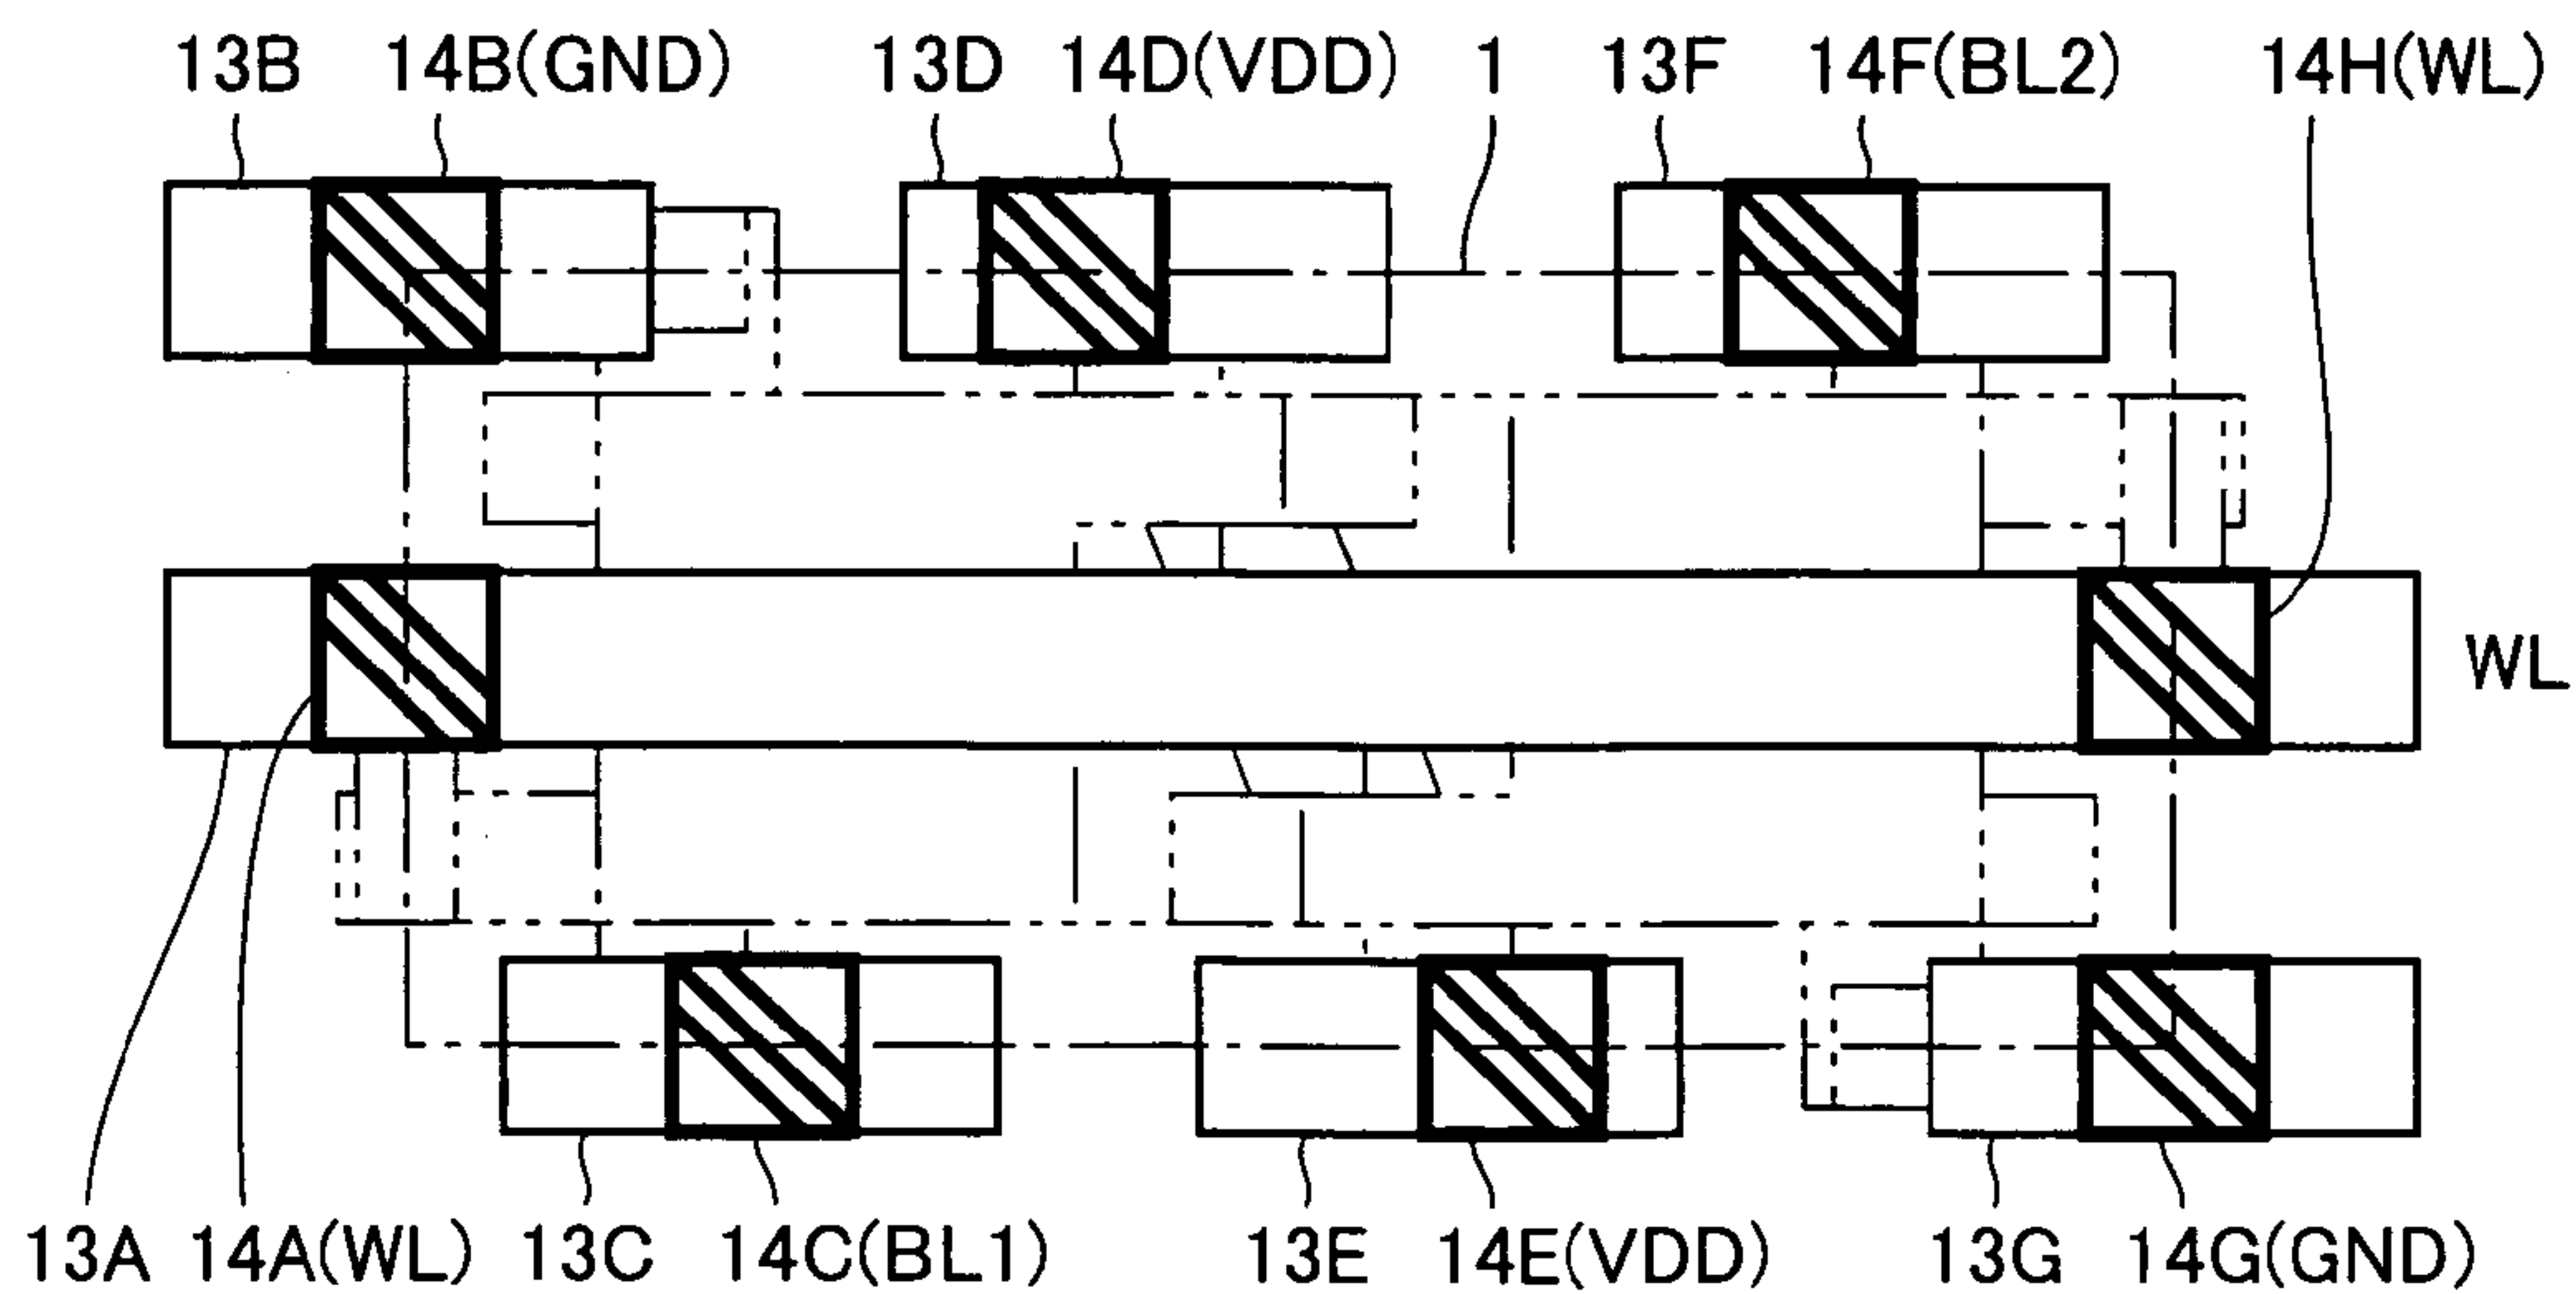 13B 14B(GND) 13D 14D(VDD) 1 13F 14F(BL2) 14H(WL)
WL
13A 14A(WL) 13C 14C(BL1) 13E 14E(VDD) 13G 14G(GND)